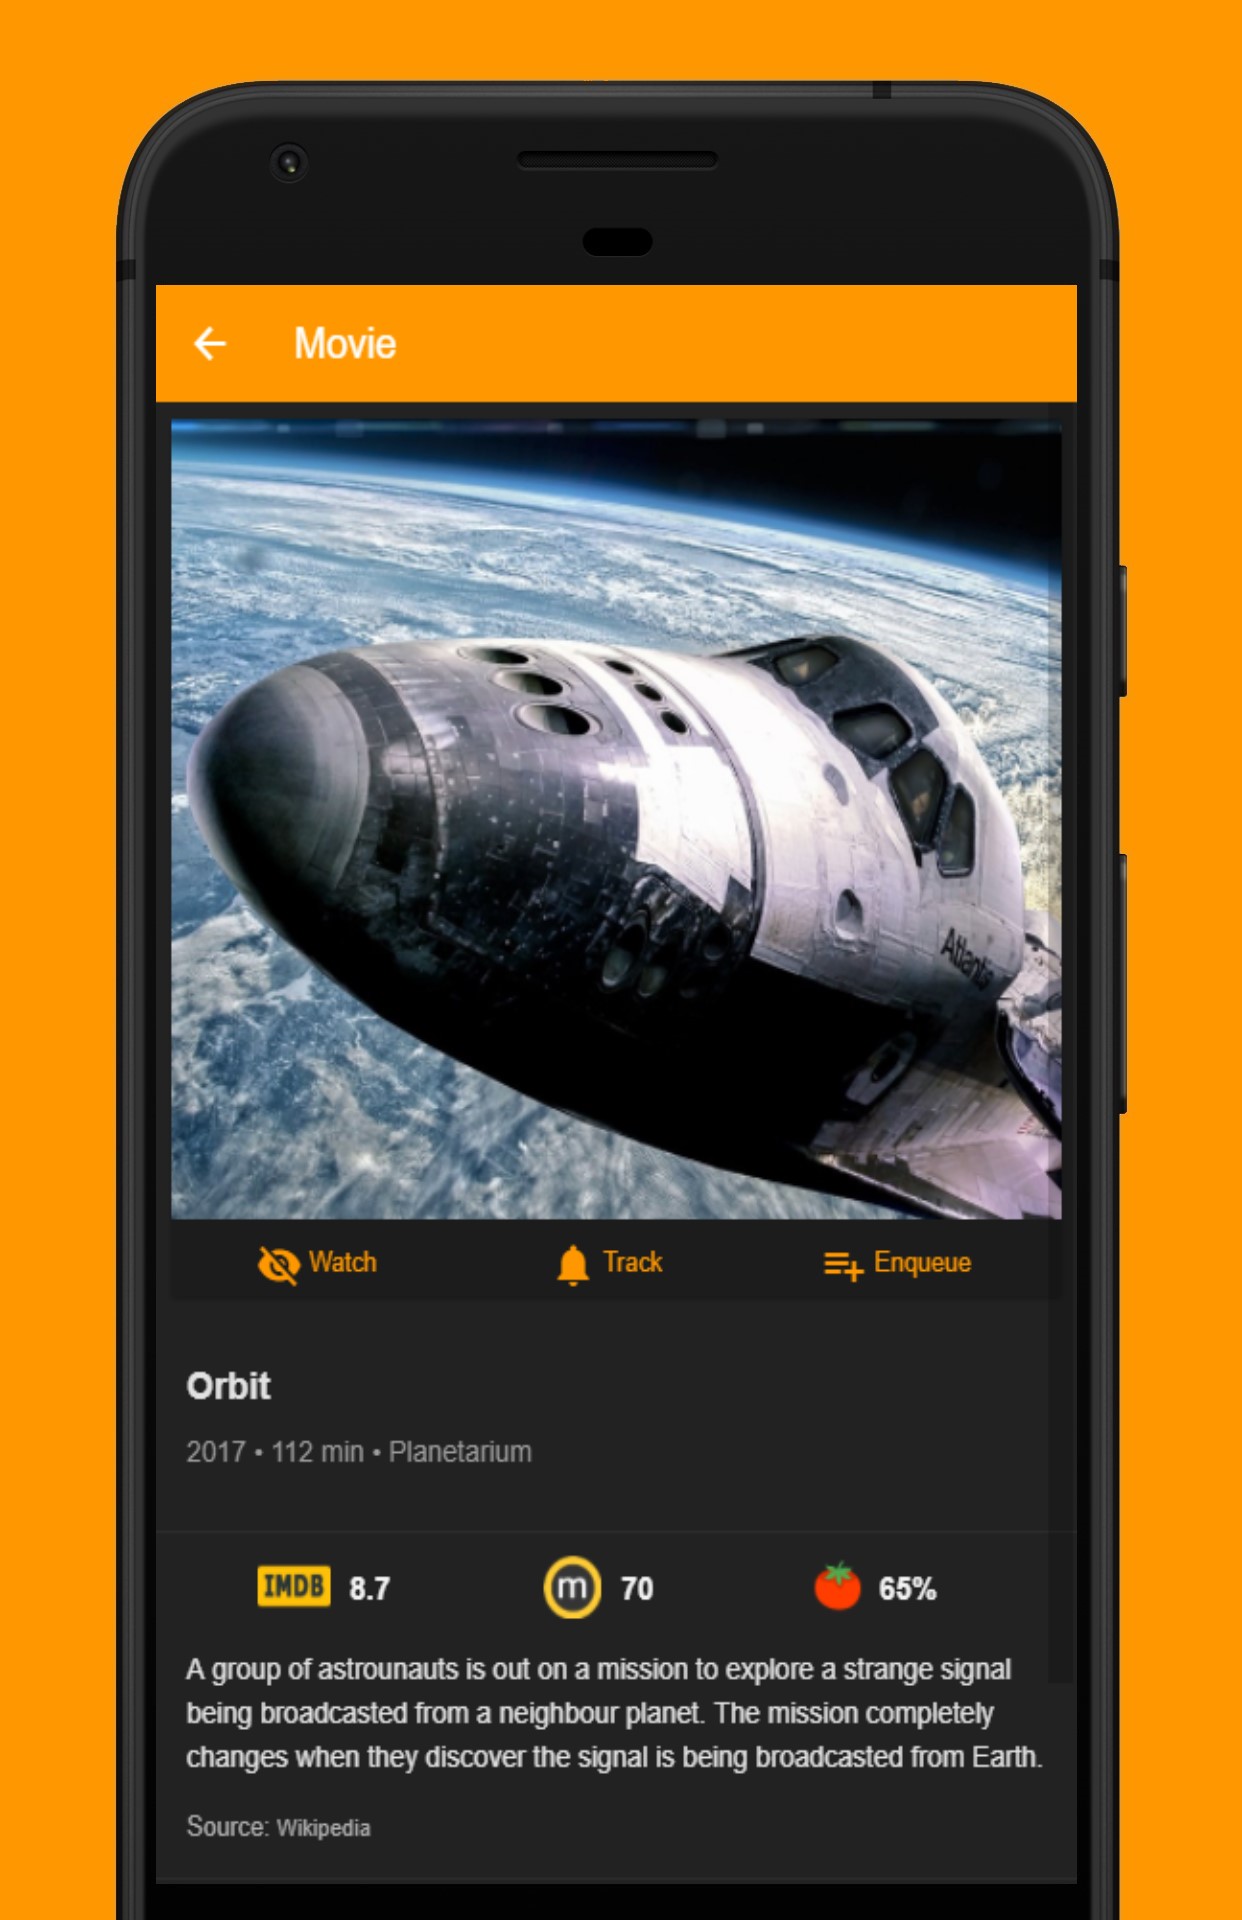 Movie
Atlantis
Watch
Track
Enqueue
Orbit
2017 • 112 min • Planetarium
IMDB 8.7
m 70
65%
A group of astrounauts is out on a mission to explore a strange signal
being broadcasted from a neighbour planet. The mission completely
changes when they discover the signal is being broadcasted from Earth.
Source: Wikipedia